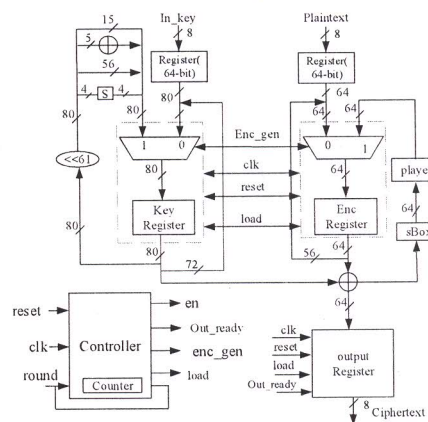 15
In_key
Plaintext
5
8
8
56
Register(
64-bit)
Register(
64-bit)
4
S
4
80
80
80
64
64
64
1
0
Enc_gen
0
1
<<61
80
clk
64
player
reset
64
Key
Register
load
Enc
Register
sBox
80
80
72
56
64
reset
en
64
clk
Controller
Out_ready
enc_gen
round
Counter
load
clk
reset
load
Out_ready
output
Register
8
Ciphertext